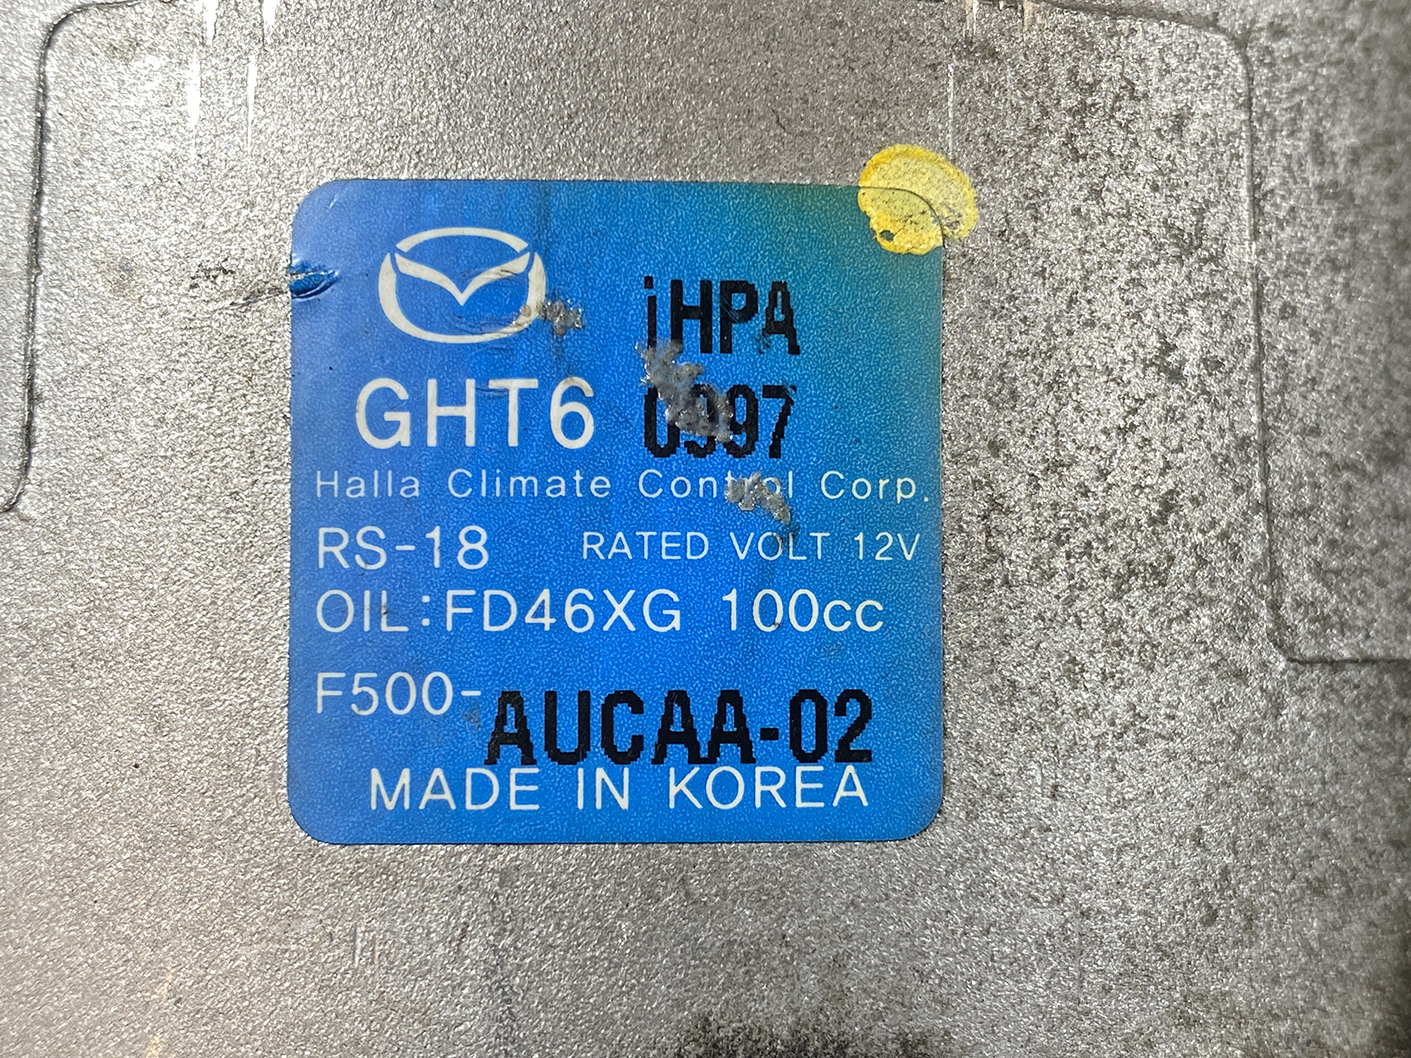 iHPA
GHT6 0997
Halla Climate Control Corp.
RS-18 RATED VOLT 12V
OIL:FD46XG 100cc
F500-AUCAA-02
MADE IN KOREA